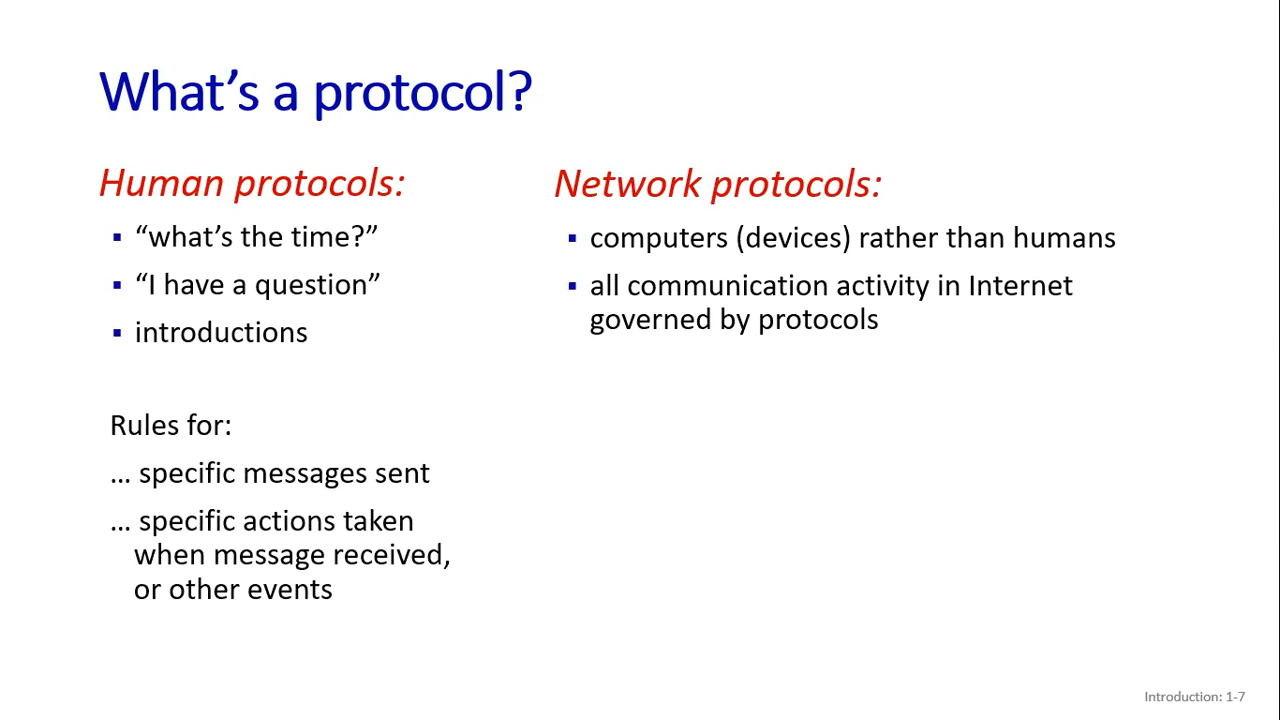 What’s a protocol?
Human protocols:
▪ “what’s the time?”
▪ “I have a question”
▪ introductions
Rules for:
… specific messages sent
… specific actions taken
when message received,
or other events
Network protocols:
▪ computers (devices) rather than humans
▪ all communication activity in Internet
governed by protocols
Introduction: 1-7